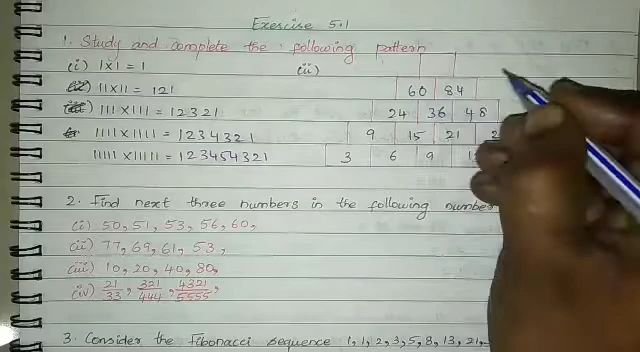 Exercise 5.1
1. Study and complete the following pattern
(i) 1×1 = 1 (ii)
11×11 = 121 60 84
111×111 = 12321 24 36 48
1111×1111 = 1234321 9 15 21
11111×11111 = 123454321 3 6 9
2. Find next three numbers in the following number
(i) 50, 51, 53, 56, 60,
(ii) 77, 69, 61, 53,
(iii) 10, 20, 40, 80,
(iv) 21/33, 321/444, 4321/5555,
3. Consider the Fibonacci sequence 1, 1, 2, 3, 5, 8, 13, 21,